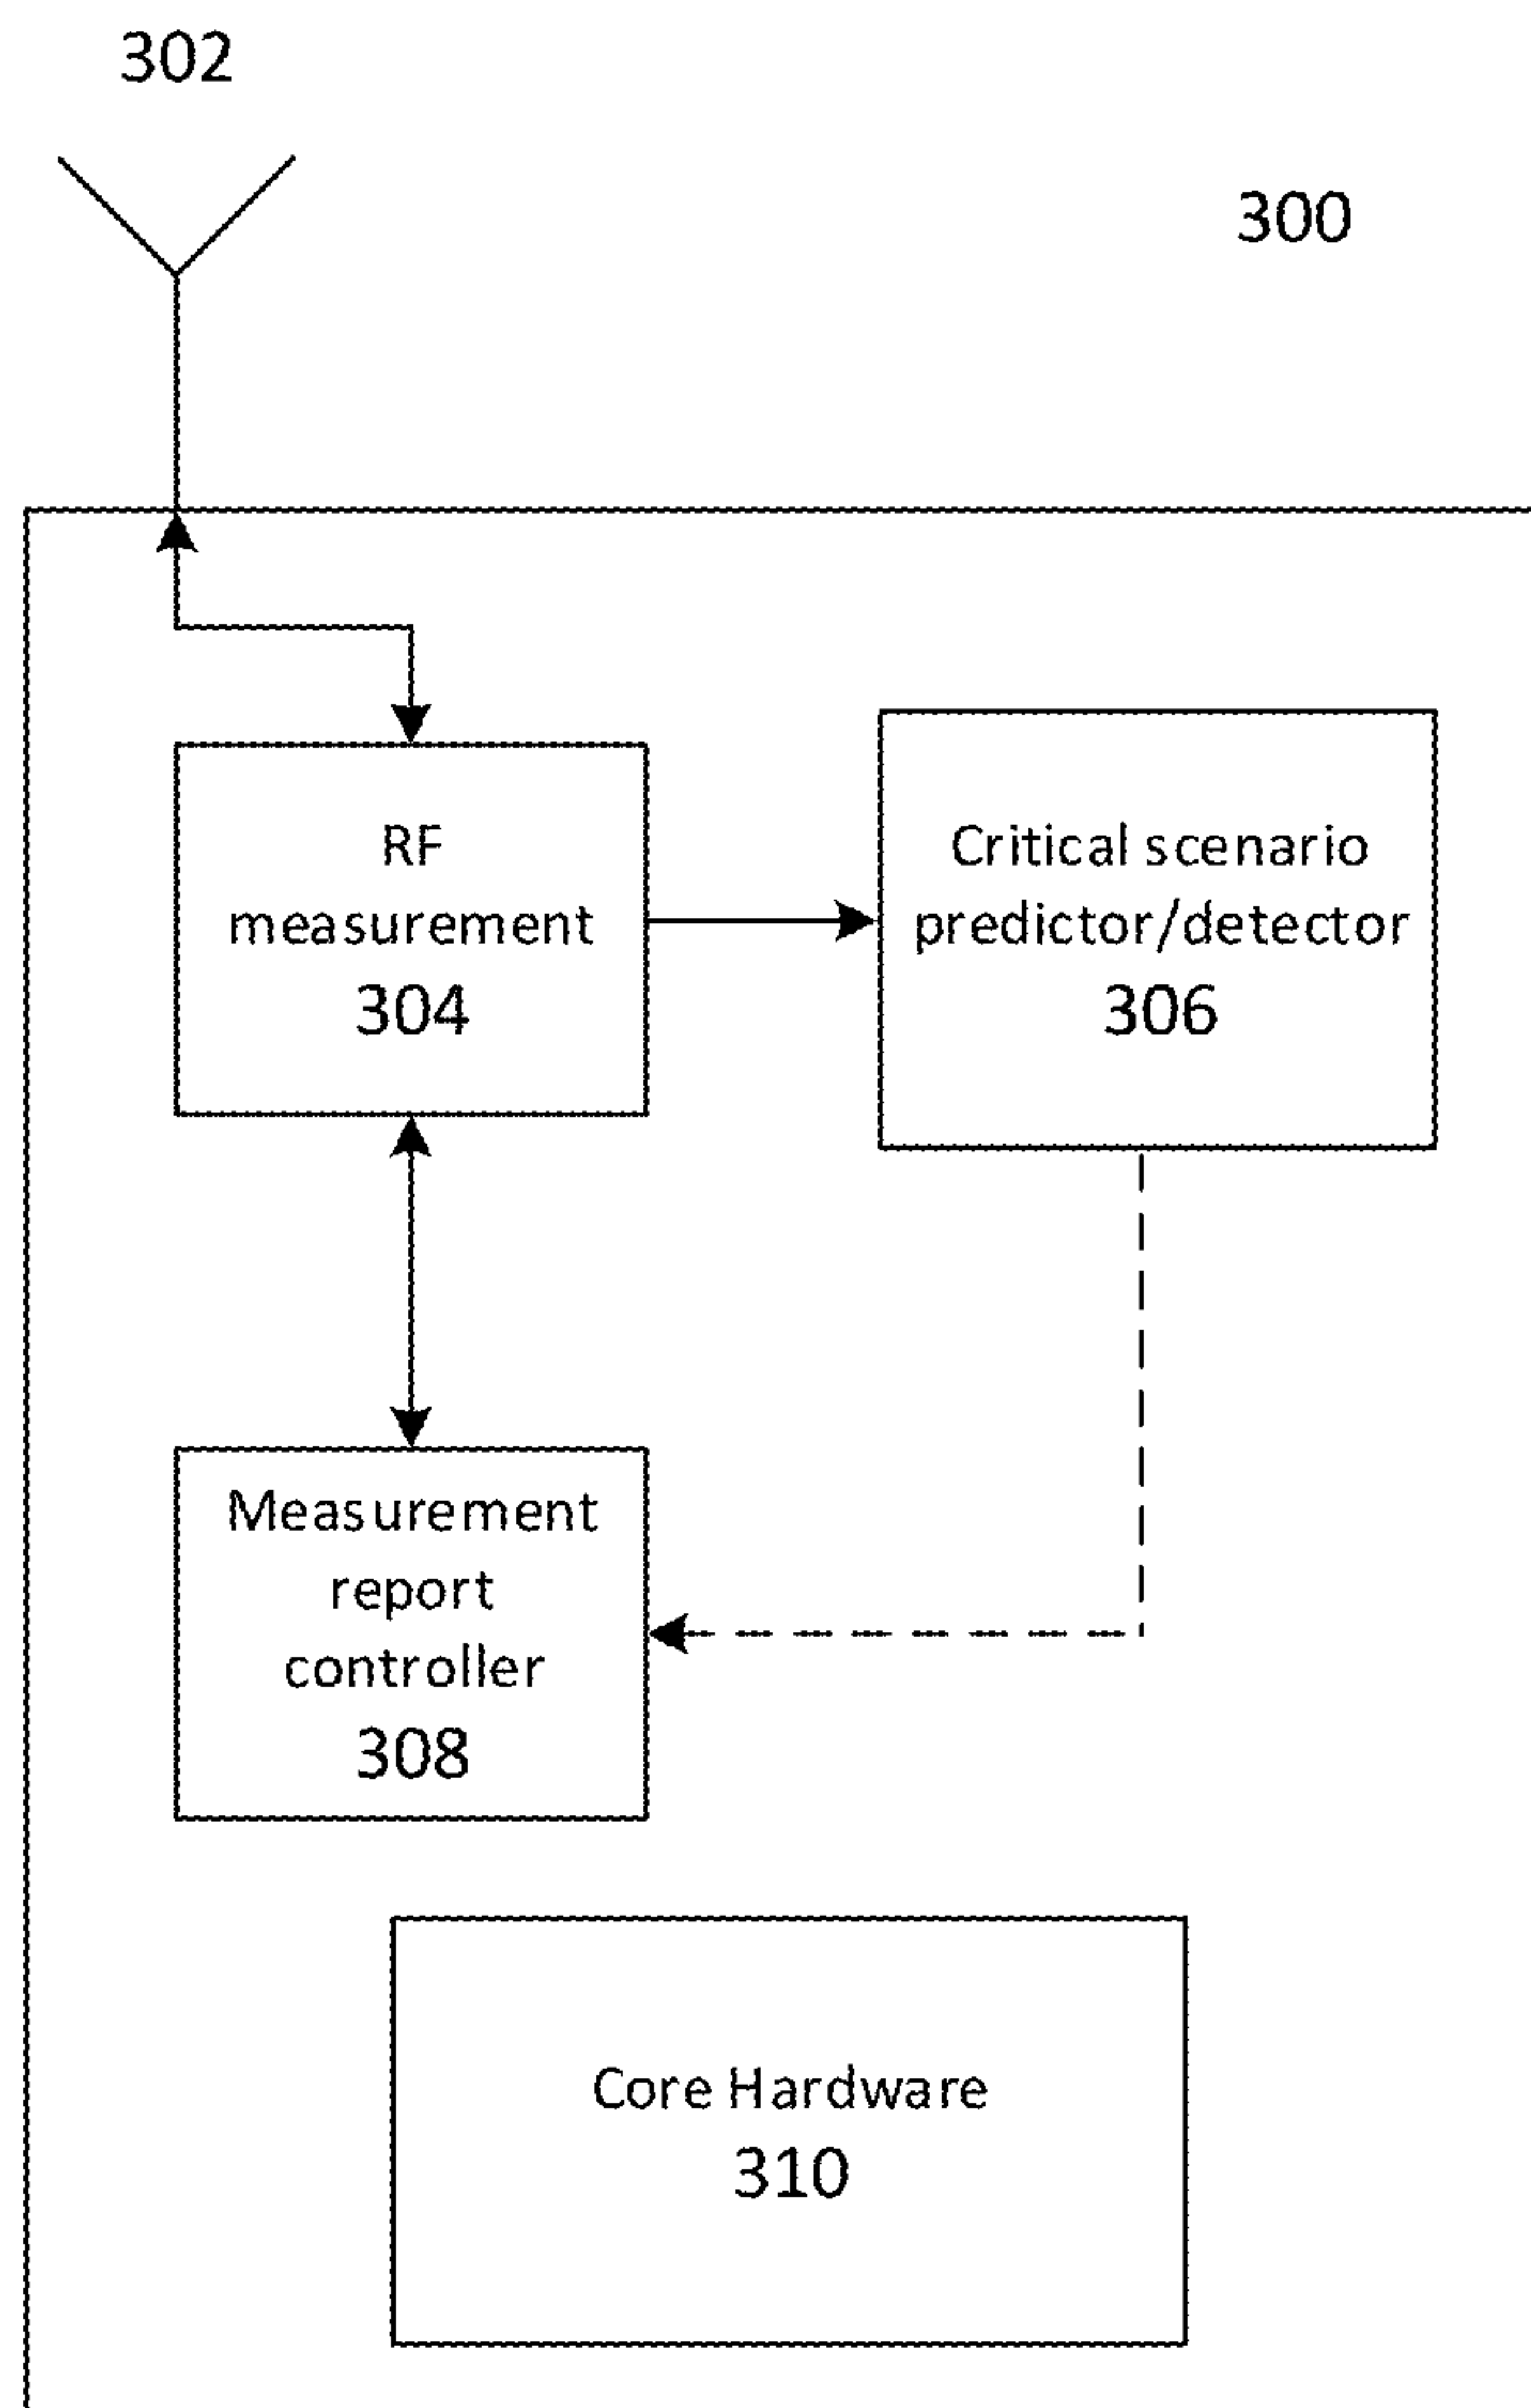 302
300
RF
measurement
304
Critical scenario
predictor/detector
306
Measurement
report
controller
308
Core Hardware
310